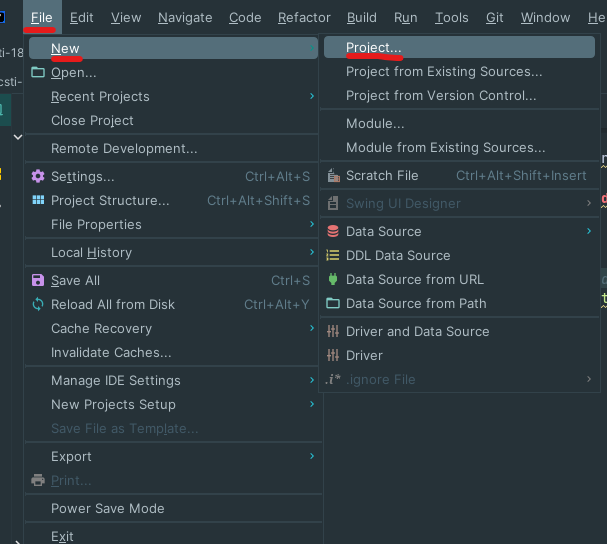 File Edit View Navigate Code Refactor Build Run Tools Git Window He
New
Open...
Recent Projects
Close Project
Remote Development...
Settings... Ctrl+Alt+S
Project Structure... Ctrl+Alt+Shift+S
File Properties
Local History
Save All Ctrl+S
Reload All from Disk Ctrl+Alt+Y
Cache Recovery
Invalidate Caches...
Manage IDE Settings
New Projects Setup
Save File as Template...
Export
Print...
Power Save Mode
Exit
Project...
Project from Existing Sources...
Project from Version Control...
Module...
Module from Existing Sources...
Scratch File Ctrl+Alt+Shift+Insert
Swing UI Designer
Data Source
DDL Data Source
Data Source from URL
Data Source from Path
Driver and Data Source
Driver
.i* .ignore File